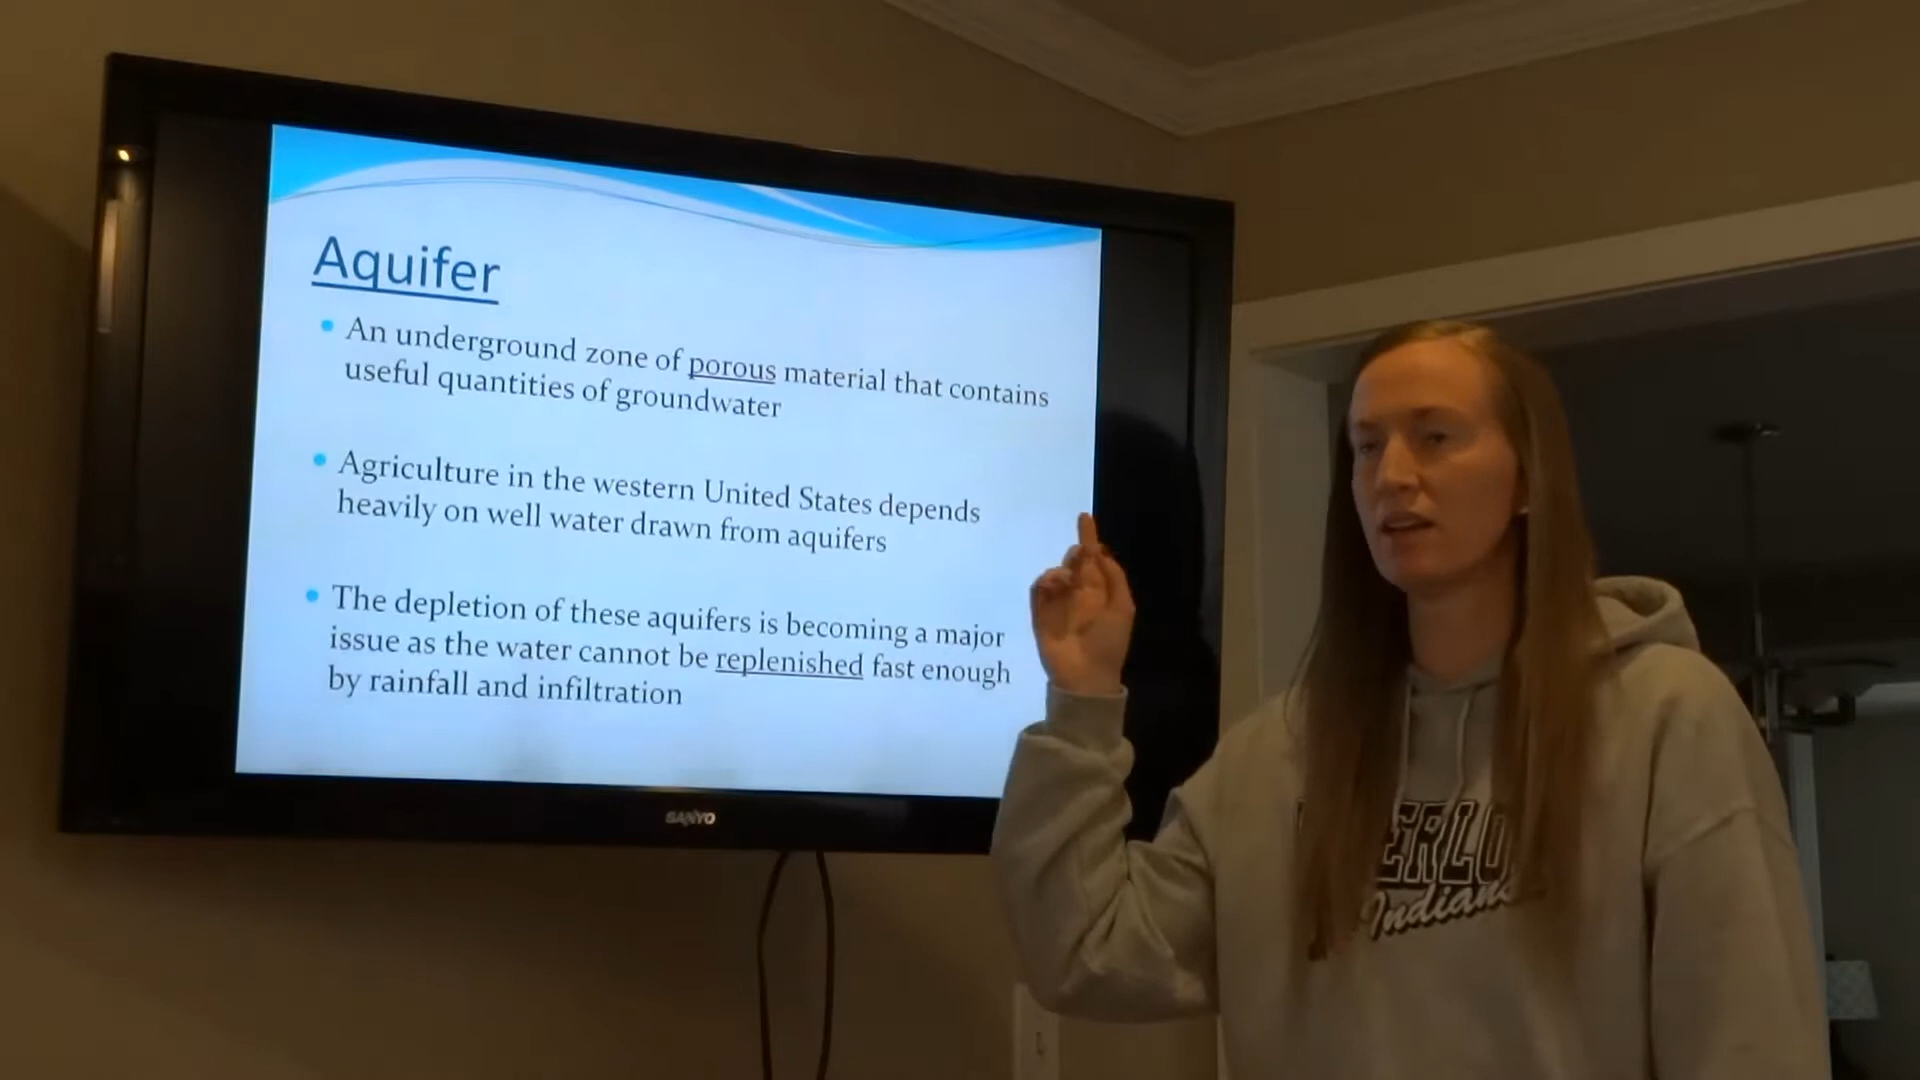 Aquifer
An underground zone of porous material that contains
useful quantities of groundwater
Agriculture in the western United States depends
heavily on well water drawn from aquifers
The depletion of these aquifers is becoming a major
issue as the water cannot be replenished fast enough
by rainfall and infiltration
SANYO
Indians